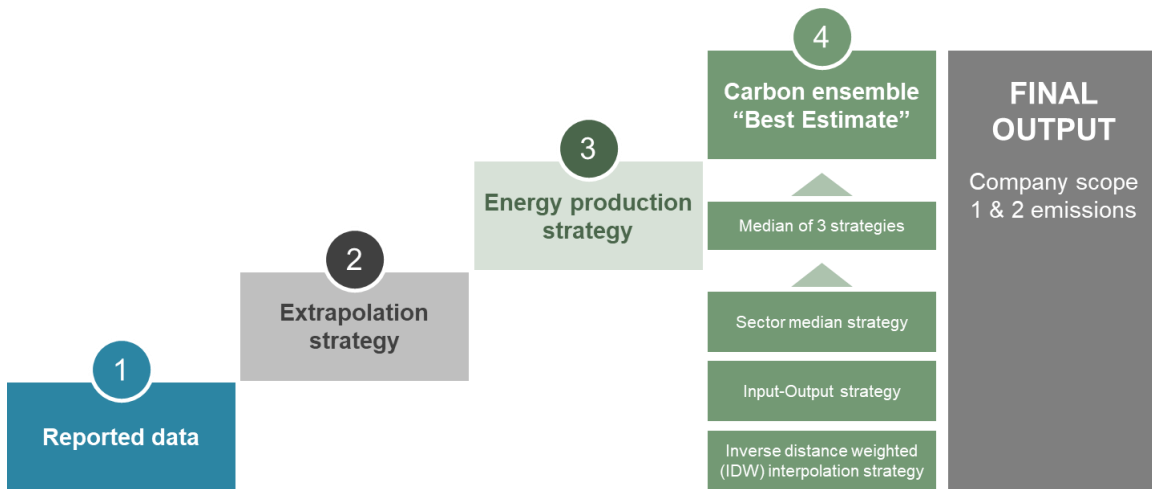 1
Reported data
2
Extrapolation
strategy
3
Energy production
strategy
4
Carbon ensemble
“Best Estimate”
Median of 3 strategies
Sector median strategy
Input-Output strategy
Inverse distance weighted
(IDW) interpolation strategy
FINAL
OUTPUT
Company scope
1 & 2 emissions